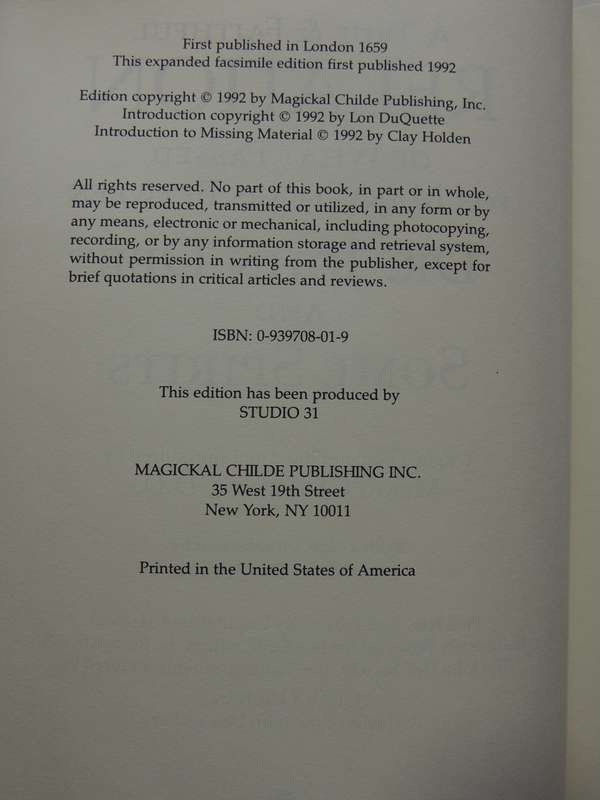 First published in London 1659
This expanded facsimile edition first published 1992
Edition copyright © 1992 by Magickal Childe Publishing, Inc.
Introduction copyright © 1992 by Lon DuQuette
Introduction to Missing Material © 1992 by Clay Holden
All rights reserved. No part of this book, in part or in whole,
may be reproduced, transmitted or utilized, in any form or by
any means, electronic or mechanical, including photocopying,
recording, or by any information storage and retrieval system,
without permission in writing from the publisher, except for
brief quotations in critical articles and reviews.
ISBN: 0-939708-01-9
This edition has been produced by
STUDIO 31
MAGICKAL CHILDE PUBLISHING INC.
35 West 19th Street
New York, NY 10011
Printed in the United States of America